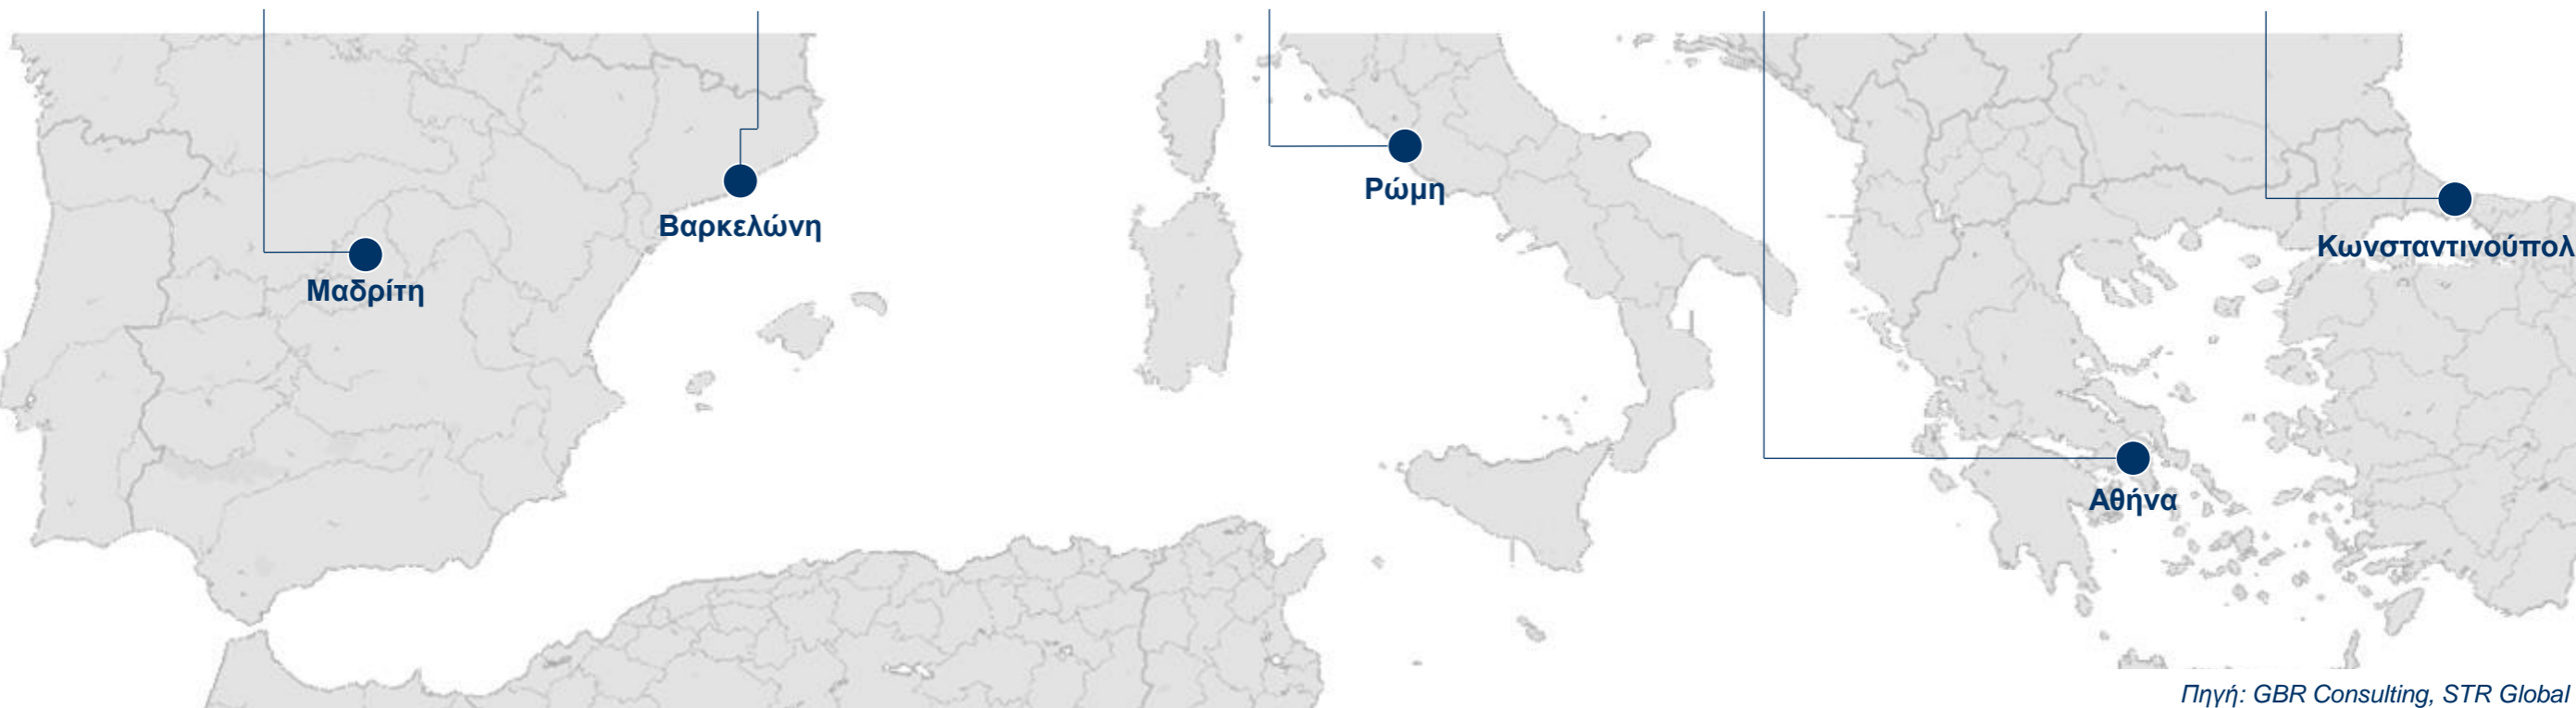 Ρώμη
Βαρκελώνη
Κωνσταντινούπολ
Μαδρίτη
Αθήνα
Πηγή: GBR Consulting, STR Global